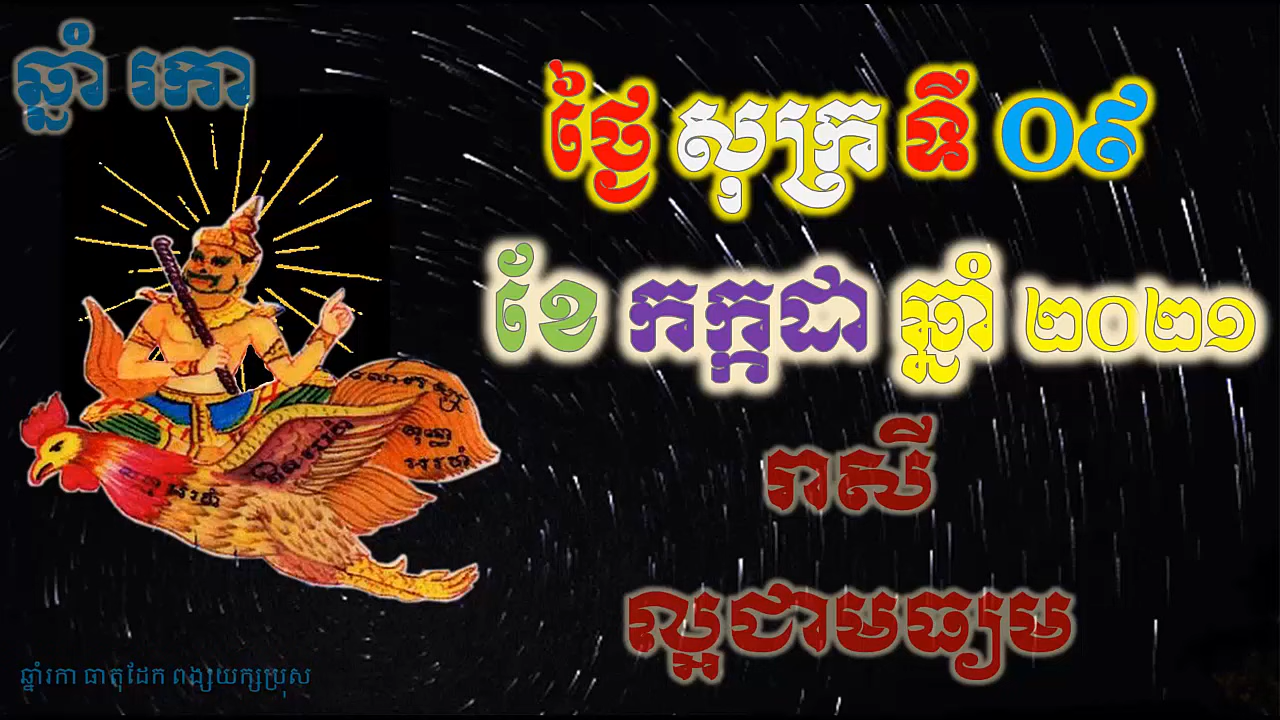 ឆ្នាំ រកា
ថ្ងៃ សុក្រ ទី ០៩
ខែ កក្កដា ឆ្នាំ ២០២១
រាសី
ល្អជាមធ្យម
ឆ្នាំរកា ធាតុដែក ពង្សយក្សប្រុស